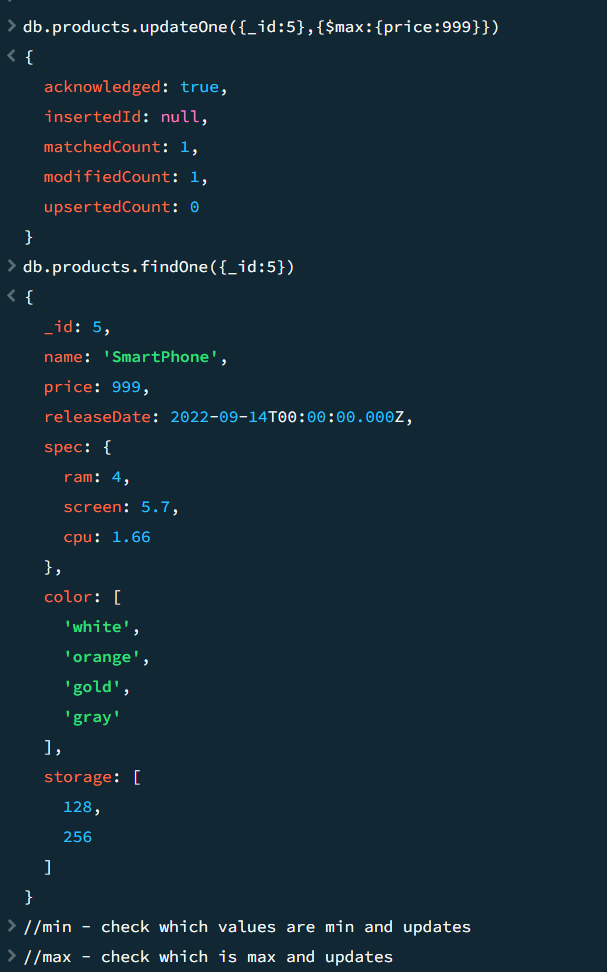 > db.products.updateOne({_id:5},{$max:{price:999}})
< {
acknowledged: true,
insertedId: null,
matchedCount: 1,
modifiedCount: 1,
upsertedCount: 0
}
> db.products.findOne({_id:5})
< {
_id: 5,
name: 'SmartPhone',
price: 999,
releaseDate: 2022-09-14T00:00:00.000Z,
spec: {
ram: 4,
screen: 5.7,
cpu: 1.66
},
color: [
'white',
'orange',
'gold',
'gray'
],
storage: [
128,
256
]
}
> //min - check which values are min and updates
> //max - check which is max and updates